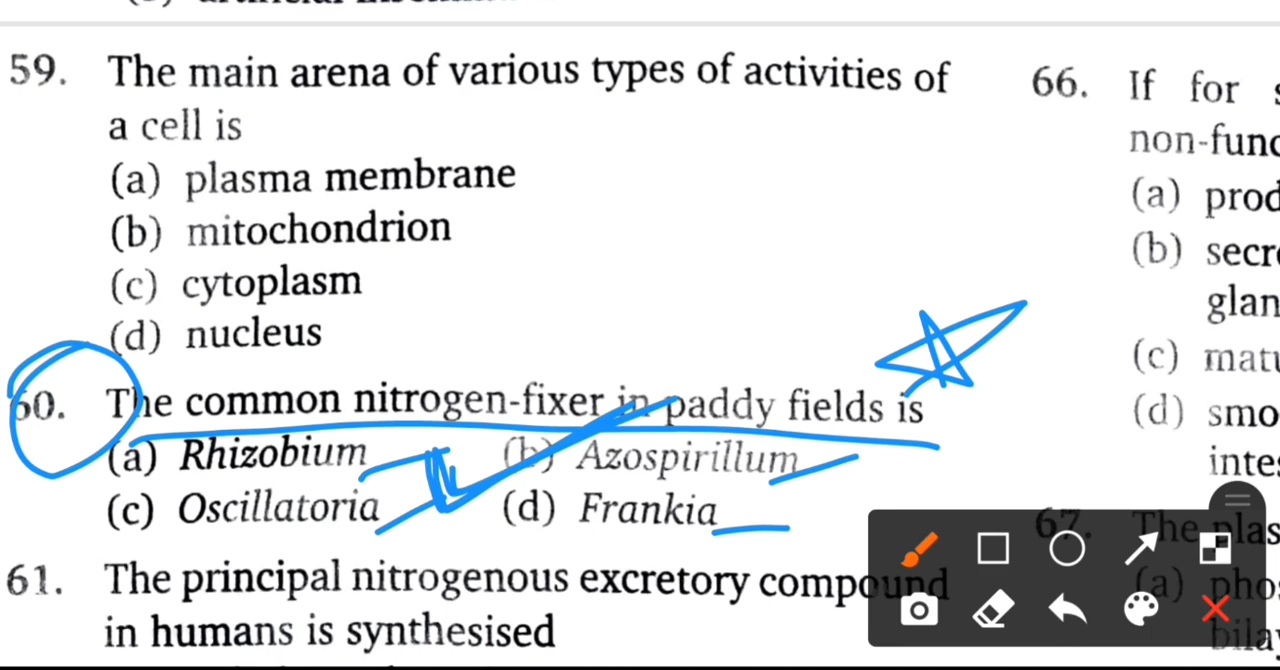 59. The main arena of various types of activities of
a cell is
(a) plasma membrane
(b) mitochondrion
(c) cytoplasm
(d) nucleus
60. The common nitrogen-fixer in paddy fields is
(a) Rhizobium (b) Azospirillum
(c) Oscillatoria (d) Frankia
61. The principal nitrogenous excretory compound
in humans is synthesised
66. If for
non-func
(a) prod
(b) secre
glan
(c) matu
(d) smo
inte
67. The plas
(a) pho
bila